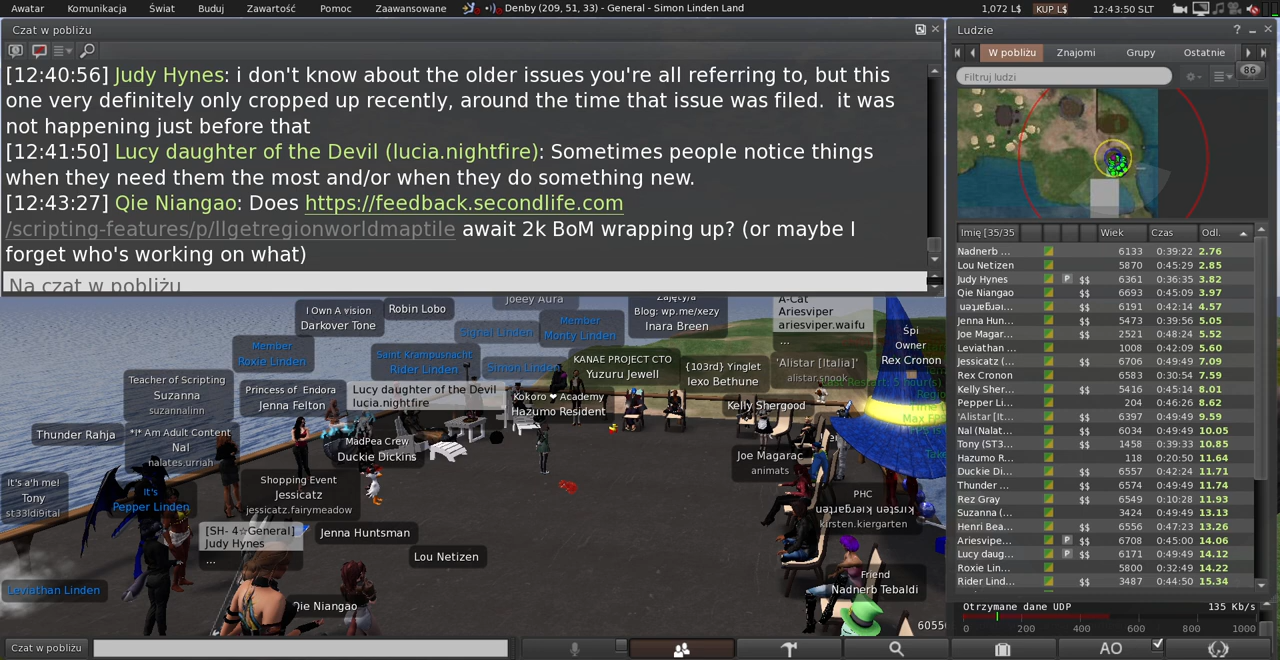 Awatar Komunikacja Świat Buduj Zawartość Pomoc Zaawansowane Denby (209, 51, 33) - General - Simon Linden Land 1,072 L$ KUP L$ 12:43:50 SLT
Czat w pobliżu
[12:40:56] Judy Hynes: i don't know about the older issues you're all referring to, but this
one very definitely only cropped up recently, around the time that issue was filed.  it was
not happening just before that
[12:41:50] Lucy daughter of the Devil (lucia.nightfire): Sometimes people notice things
when they need them the most and/or when they do something new.
[12:43:27] Qie Niangao: Does https://feedback.secondlife.com
/scripting-features/p/llgetregionworldmaptile await 2k BoM wrapping up? (or maybe I
forget who's working on what)
Na czat w pobliżu
I Own A vision
Darkover Tone
Robin Lobo
Joeey Aura
Signal Linden
Member
Monty Linden
Zajęty/a
Blog: wp.me/xezy
Inara Breen
A-Cat
Ariesviper
ariesviper.waifu
...
Śpi
Owner
Rex Cronon
Member
Roxie Linden
Saint Krampusnacht
Rider Linden
Simon Linden
KANAE PROJECT CTO
Yuzuru Jewell
{103rd} Yinglet
Iexo Bethune
'Alistar [Italia]'
alistar.snook
Teacher of Scripting
Suzanna
suzannalinn
Princess of Endora
Jenna Felton
Lucy daughter of the Devil
lucia.nightfire
Kokoro ❤ Academy
Hazumo Resident
Kelly Shergood
Thunder Rahja
*I* Am Adult Content
Nal
nalates.urriah
MadPea Crew
Duckie Dickins
Joe Magarac
animats
It's a'h me!
Tony
st33ldi9ital
It's
Pepper Linden
Shopping Event
Jessicatz
jessicatz.fairymeadow
PHC
kirsten.kiergarten
[SH- 4☆General]
Judy Hynes
...
Jenna Huntsman
Lou Netizen
Leviathan Linden
Qie Niangao
Friend
Nadnerb Tebaldi
Czat w pobliżu
Ludzie
W pobliżu Znajomi Grupy Ostatnie
Filtruj ludzi
86
Imię [35/35 Wiek Czas Odl.
Nadnerb ... 6133 0:39:22 2.76
Lou Netizen 5870 0:45:29 2.85
Judy Hynes P $$ 6361 0:36:35 3.82
Qie Niangao $$ 6693 0:45:09 3.97
$$ 6191 0:42:14 4.57
Jenna Hun... $$ 5473 0:39:56 5.05
Joe Magar... $$ 2521 0:48:24 5.52
Leviathan ... 1008 0:42:09 5.60
Jessicatz (... $$ 6706 0:49:49 7.09
Rex Cronon 6583 0:30:54 7.59
Kelly Sher... $$ 5416 0:45:14 8.01
Pepper Li... 204 0:46:26 8.62
'Alistar [It... $$ 6397 0:49:49 9.59
Nal (Nalat... $$ 6034 0:49:49 10.05
Tony (ST3... $$ 1458 0:39:33 10.85
Hazumo R... 118 0:20:50 11.64
Duckie Di... $$ 6557 0:42:24 11.71
Thunder ... $$ 6574 0:49:49 11.74
Rez Gray $$ 6549 0:10:28 11.93
Suzanna (... 3424 0:49:49 13.13
Henri Bea... $$ 6556 0:47:23 13.26
Ariesvipe... P $$ 6708 0:45:00 14.06
Lucy daug... P $$ 6171 0:49:49 14.12
Roxie Lin... 5800 0:32:49 14.22
Rider Lind... $$ 3487 0:44:50 15.34
Otrzymane dane UDP 135 Kb/s
0 200 400 600 800 1000
AO